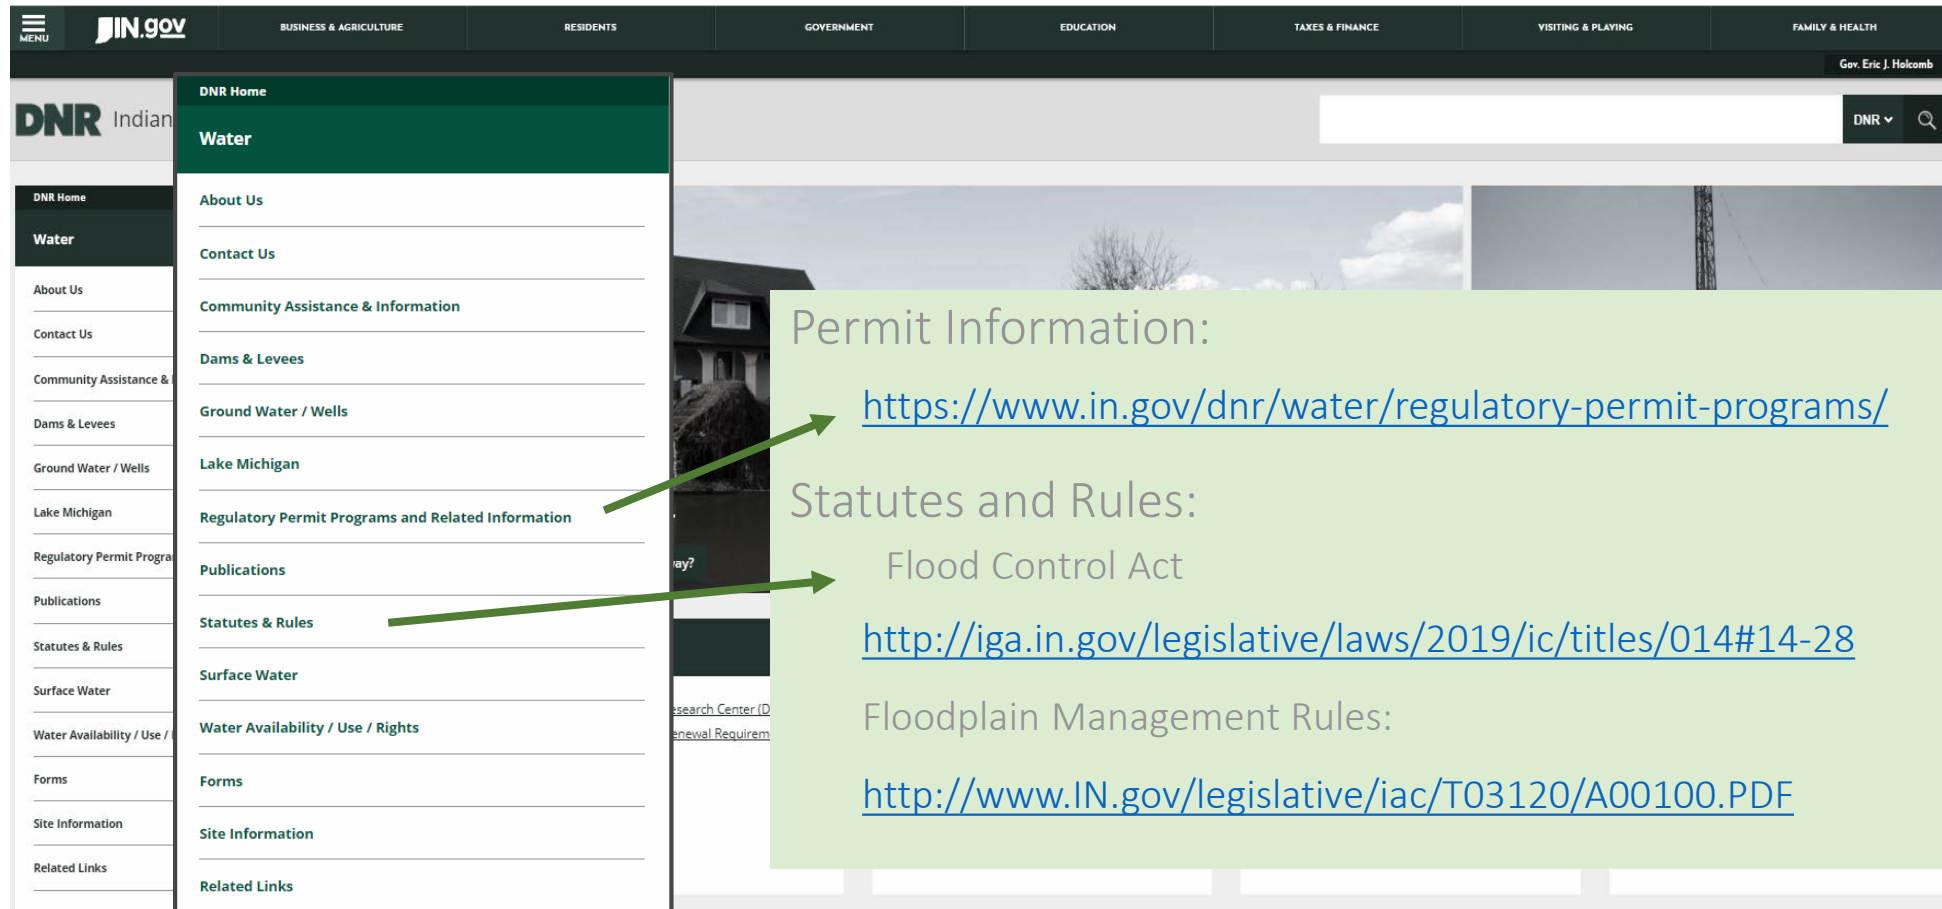 MENU
IN.gov
BUSINESS & AGRICULTURE
RESIDENTS
GOVERNMENT
EDUCATION
TAXES & FINANCE
VISITING & PLAYING
FAMILY & HEALTH
Gov. Eric J. Holcomb
DNR Indian
DNR
DNR Home
Water
About Us
Contact Us
Community Assistance &
Dams & Levees
Ground Water / Wells
Lake Michigan
Regulatory Permit Progra
Publications
Statutes & Rules
Surface Water
Water Availability / Use /
Forms
Site Information
Related Links
DNR Home
Water
About Us
Contact Us
Community Assistance & Information
Dams & Levees
Ground Water / Wells
Lake Michigan
Regulatory Permit Programs and Related Information
Publications
Statutes & Rules
Surface Water
Water Availability / Use / Rights
Forms
Site Information
Related Links
ay?
esearch Center (D
enewal Requirem
Permit Information:
https://www.in.gov/dnr/water/regulatory-permit-programs/
Statutes and Rules:
Flood Control Act
http://iga.in.gov/legislative/laws/2019/ic/titles/014#14-28
Floodplain Management Rules:
http://www.IN.gov/legislative/iac/T03120/A00100.PDF